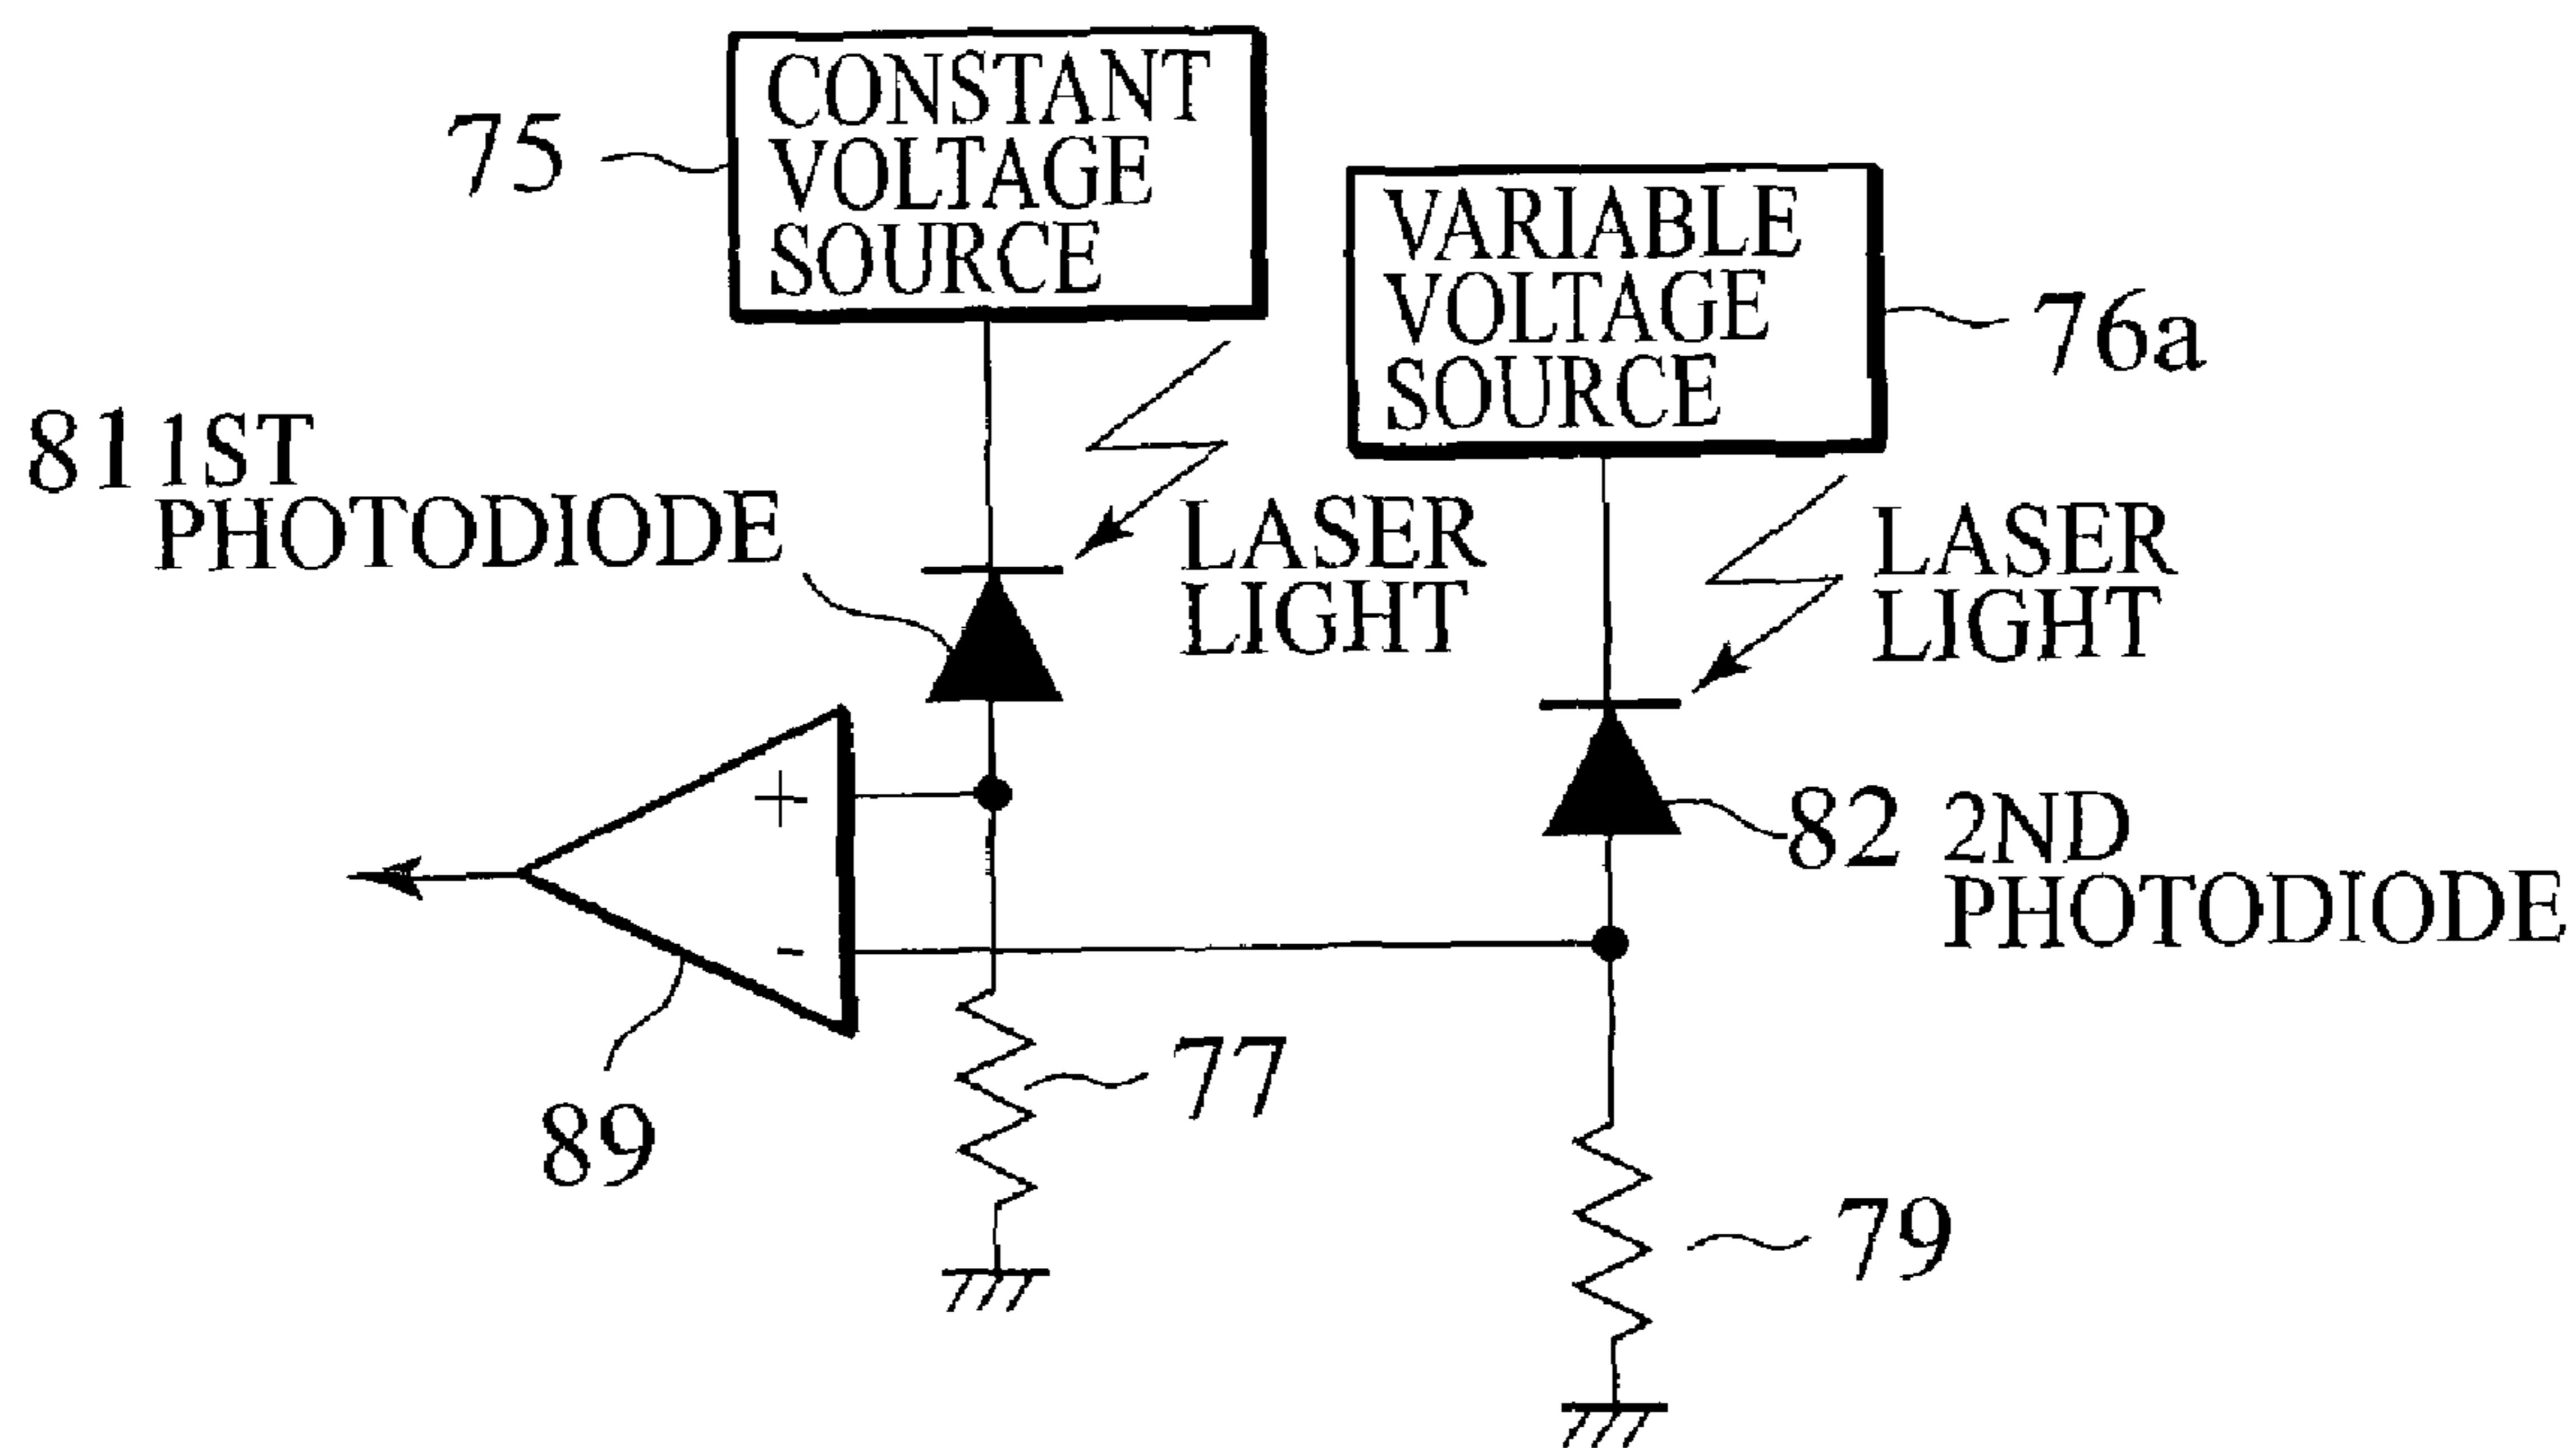 CONSTANT
VOLTAGE
SOURCE
75
VARIABLE
VOLTAGE
SOURCE
76a
81 1ST
PHOTODIODE
LASER
LIGHT
LASER
LIGHT
+
-
82 2ND
PHOTODIODE
89
77
79